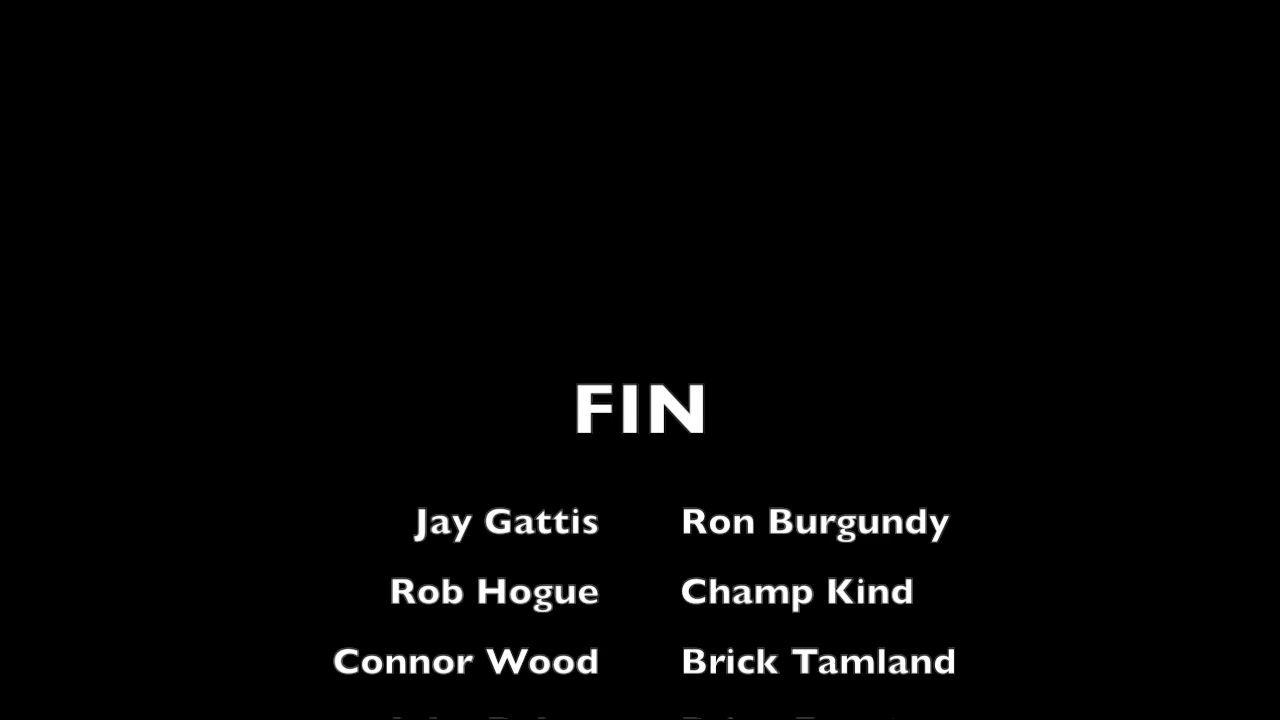 FIN
Jay Gattis Ron Burgundy
Rob Hogue Champ Kind
Connor Wood Brick Tamland